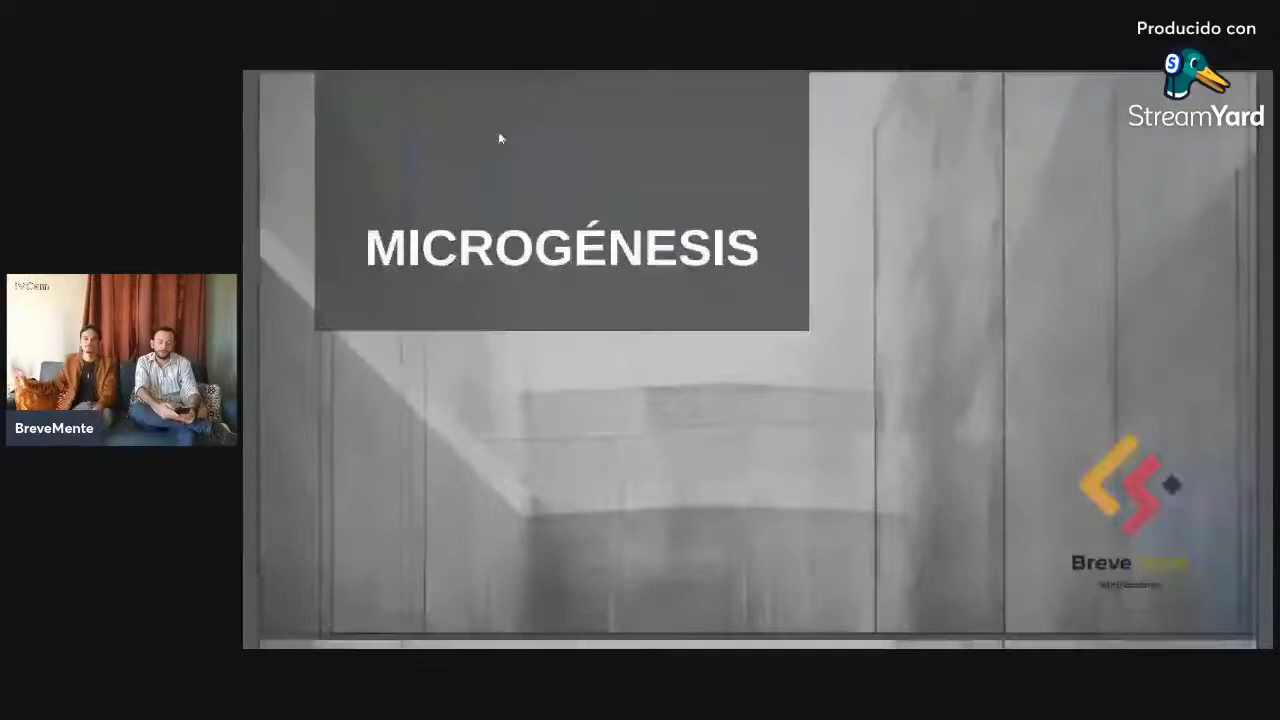 Producido con
StreamYard
MICROGÉNESIS
BreveMente
Breve